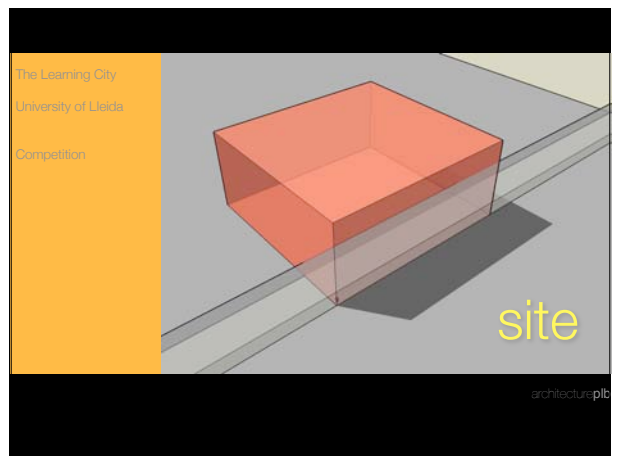 The Learning City
University of Lleida
Competition
site
architectureplb